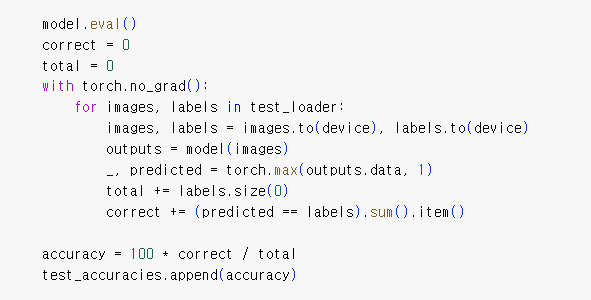 model.eval()
correct = 0
total = 0
with torch.no_grad():
    for images, labels in test_loader:
        images, labels = images.to(device), labels.to(device)
        outputs = model(images)
        _, predicted = torch.max(outputs.data, 1)
        total += labels.size(0)
        correct += (predicted == labels).sum().item()

accuracy = 100 * correct / total
test_accuracies.append(accuracy)